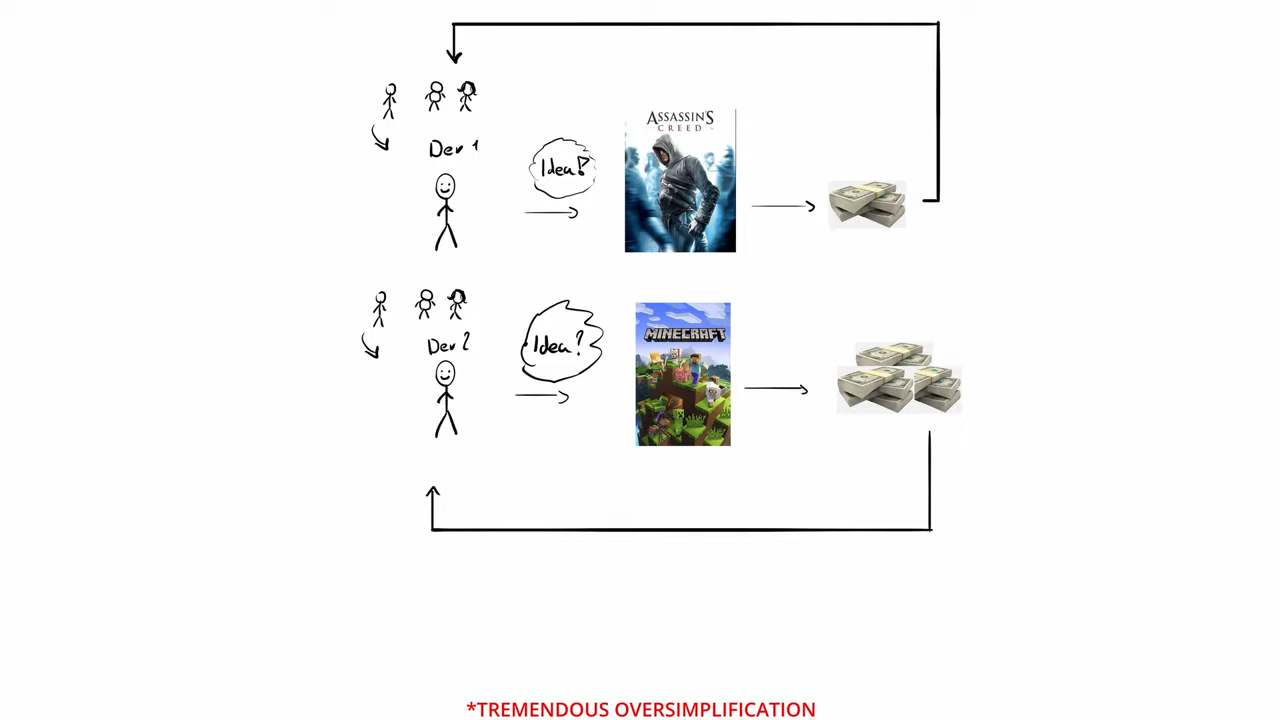 Dev 1
Idea!
ASSASSIN'S
CREED
Dev 2
Idea?
MINECRAFT
*TREMENDOUS OVERSIMPLIFICATION